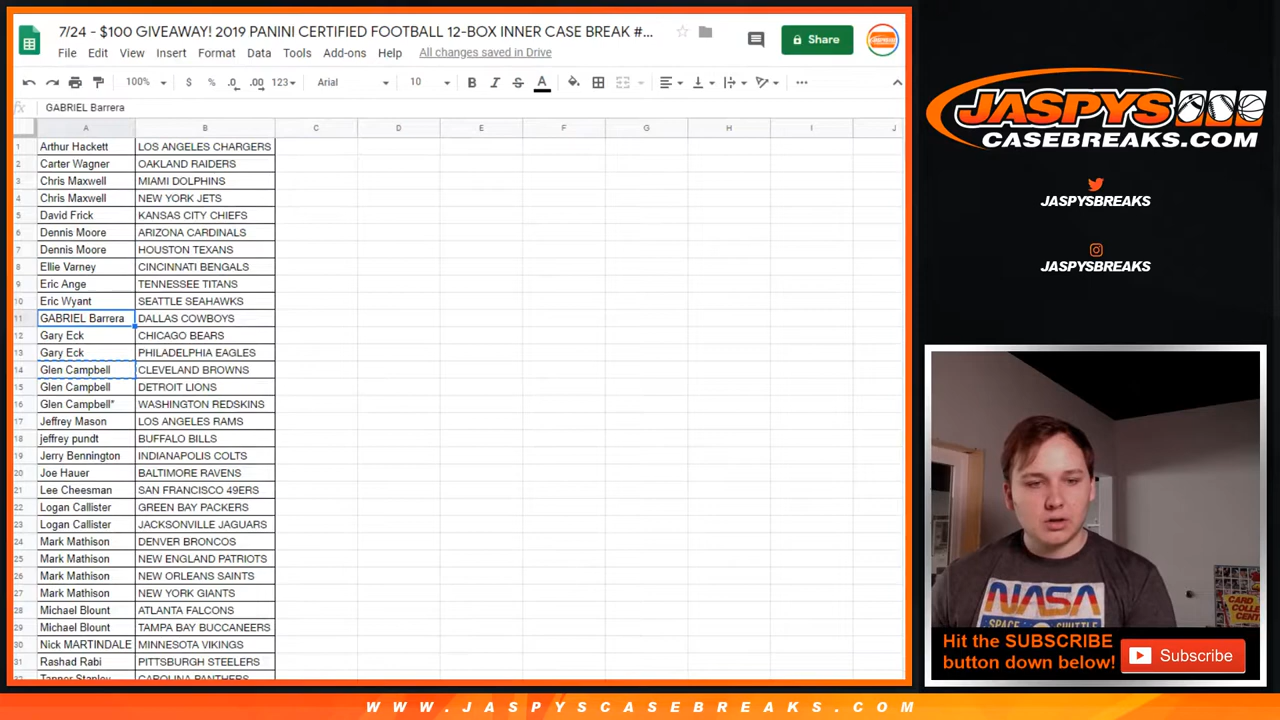 7/24 - $100 GIVEAWAY! 2019 PANINI CERTIFIED FOOTBALL 12-BOX INNER CASE BREAK #...
File Edit View Insert Format Data Tools Add-ons Help All changes saved in Drive
Share
100% $ % .0 .00 123 Arial 10 B I S A
fx GABRIEL Barrera
A B C D E F G H I J
1 Arthur Hackett LOS ANGELES CHARGERS
2 Carter Wagner OAKLAND RAIDERS
3 Chris Maxwell MIAMI DOLPHINS
4 Chris Maxwell NEW YORK JETS
5 David Frick KANSAS CITY CHIEFS
6 Dennis Moore ARIZONA CARDINALS
7 Dennis Moore HOUSTON TEXANS
8 Ellie Varney CINCINNATI BENGALS
9 Eric Ange TENNESSEE TITANS
10 Eric Wyant SEATTLE SEAHAWKS
11 GABRIEL Barrera DALLAS COWBOYS
12 Gary Eck CHICAGO BEARS
13 Gary Eck PHILADELPHIA EAGLES
14 Glen Campbell CLEVELAND BROWNS
15 Glen Campbell DETROIT LIONS
16 Glen Campbell* WASHINGTON REDSKINS
17 Jeffrey Mason LOS ANGELES RAMS
18 jeffrey pundt BUFFALO BILLS
19 Jerry Bennington INDIANAPOLIS COLTS
20 Joe Hauer BALTIMORE RAVENS
21 Lee Cheesman SAN FRANCISCO 49ERS
22 Logan Callister GREEN BAY PACKERS
23 Logan Callister JACKSONVILLE JAGUARS
24 Mark Mathison DENVER BRONCOS
25 Mark Mathison NEW ENGLAND PATRIOTS
26 Mark Mathison NEW ORLEANS SAINTS
27 Mark Mathison NEW YORK GIANTS
28 Michael Blount ATLANTA FALCONS
29 Michael Blount TAMPA BAY BUCCANEERS
30 Nick MARTINDALE MINNESOTA VIKINGS
31 Rashad Rabi PITTSBURGH STEELERS
Tanner Stanley CAROLINA PANTHERS
JASPYS
CASEBREAKS.COM
JASPYSBREAKS
JASPYSBREAKS
NASA
SPACE SHUTTLE
CARD
COLLE
CENT
Hit the SUBSCRIBE
button down below!
Subscribe
WWW.JASPYSCASEBREAKS.COM